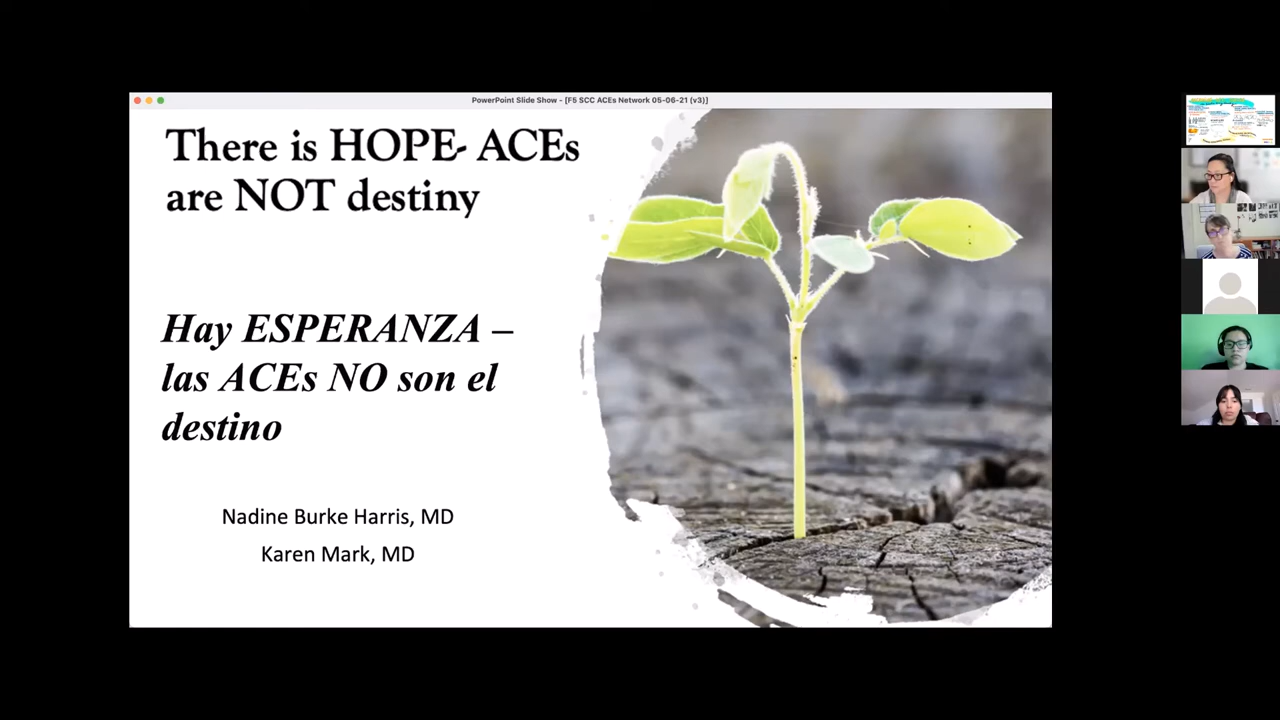 PowerPoint Slide Show - [F5 SCC ACEs Network 05-06-21 (v3)]
There is HOPE- ACEs
are NOT destiny
Hay ESPERANZA –
las ACEs NO son el
destino
Nadine Burke Harris, MD
Karen Mark, MD